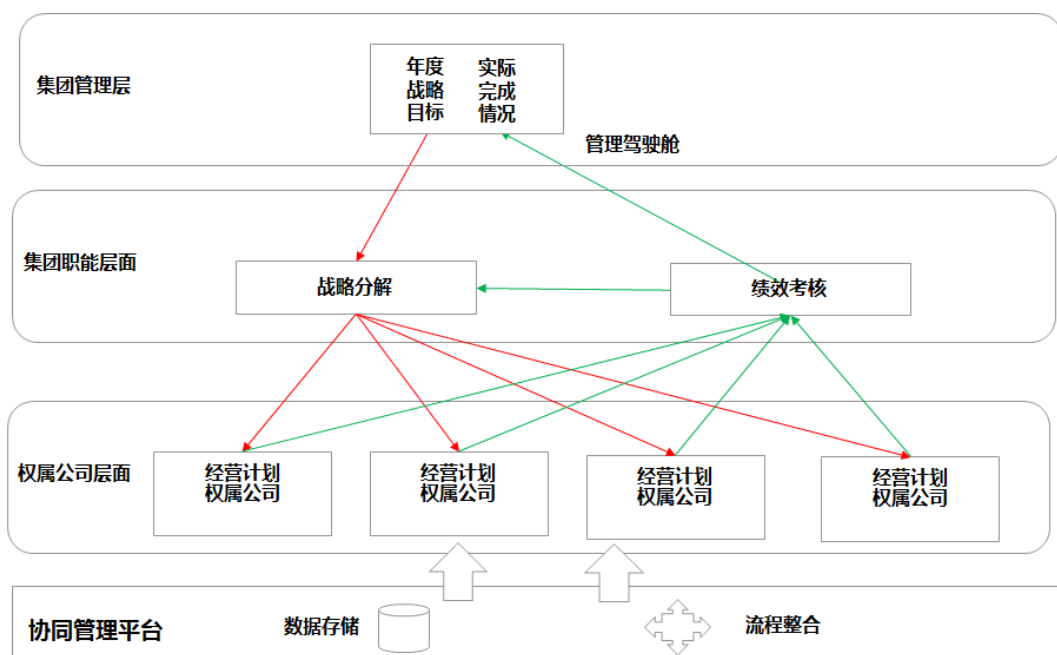 集团管理层
年度 实际
战略 完成
目标 情况
管理驾驶舱
集团职能层面
战略分解
绩效考核
权属公司层面
经营计划
权属公司
经营计划
权属公司
经营计划
权属公司
经营计划
权属公司
协同管理平台
数据存储
流程整合